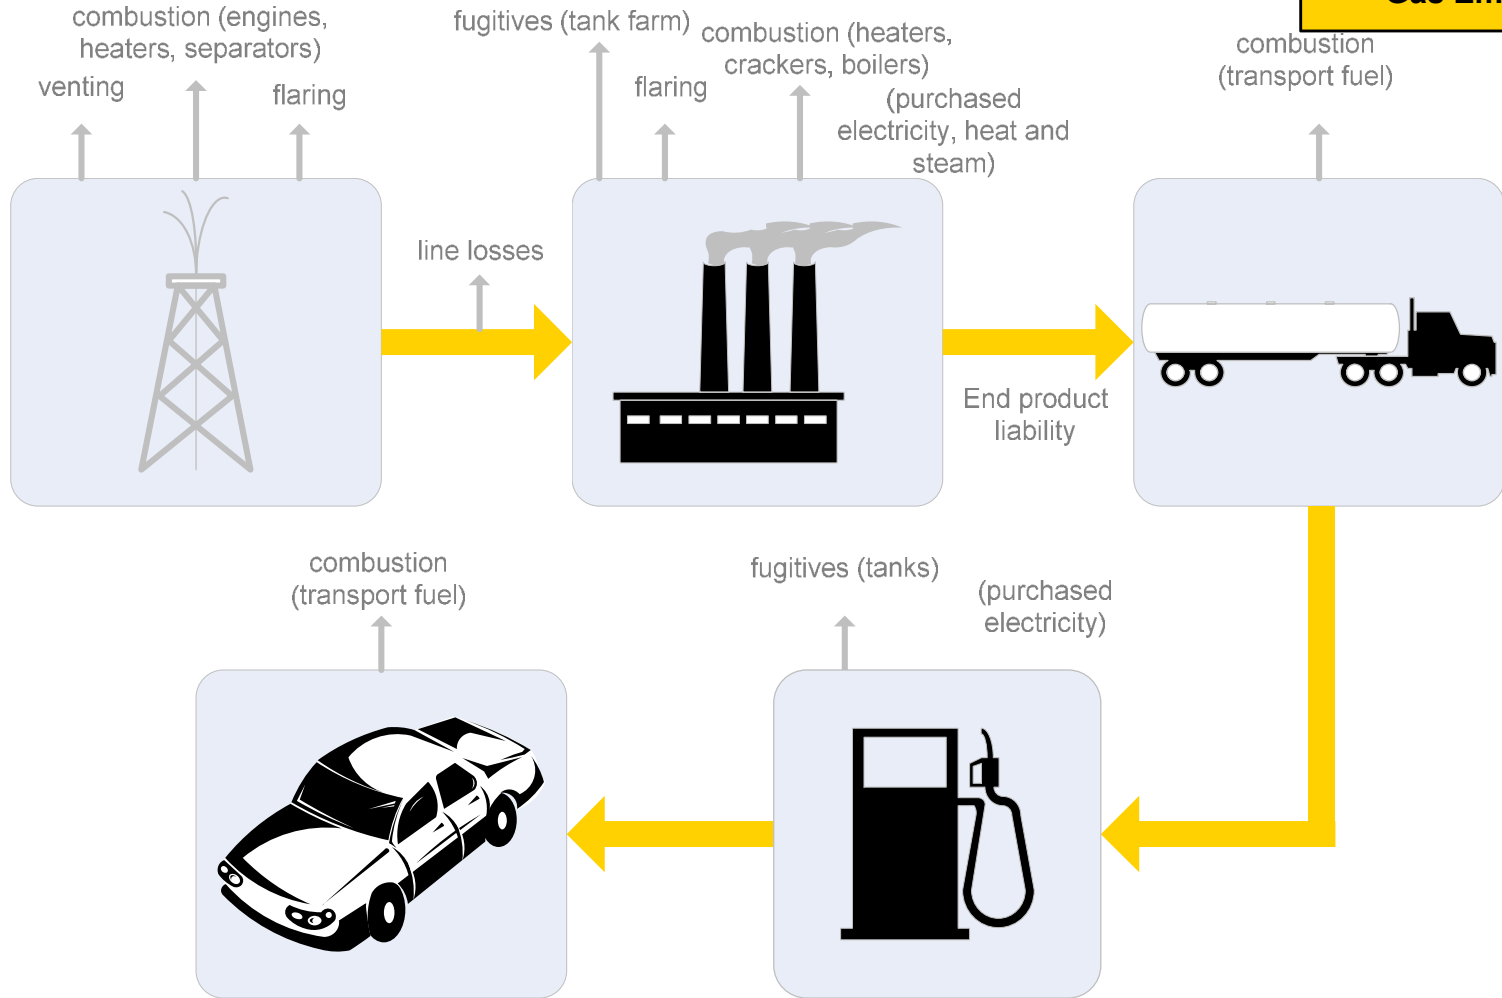 Gas
combustion (engines,
heaters, separators)
venting
flaring
fugitives (tank farm)
flaring
combustion (heaters,
crackers, boilers)
(purchased
electricity, heat and
steam)
combustion
(transport fuel)
line losses
End product
liability
combustion
(transport fuel)
fugitives (tanks)
(purchased
electricity)